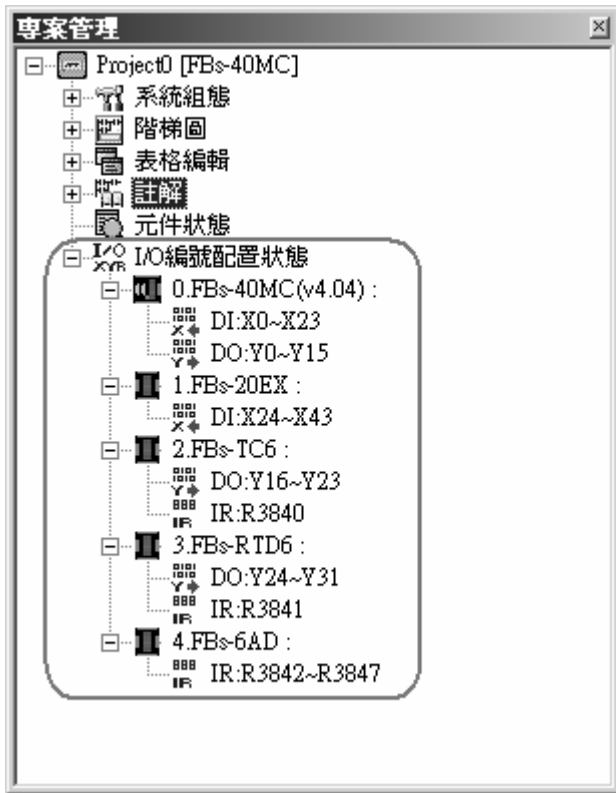 專案管理
Project0 [FBs-40MC]
系統組態
階梯圖
表格編輯
註解
元件狀態
I/O編號配置狀態
0.FBs-40MC(v4.04) :
DI:X0~X23
DO:Y0~Y15
1.FBs-20EX :
DI:X24~X43
2.FBs-TC6 :
DO:Y16~Y23
IR:R3840
3.FBs-RTD6 :
DO:Y24~Y31
IR:R3841
4.FBs-6AD :
IR:R3842~R3847